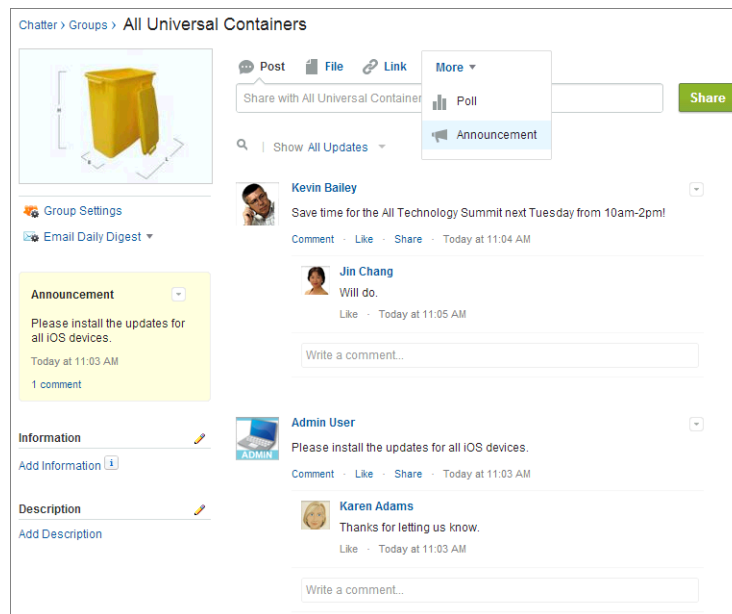 Chatter > Groups > All Universal Containers
H
B
L
Group Settings
Email Daily Digest
Announcement
Please install the updates for
all iOS devices.
Today at 11:03 AM
1 comment
Information
Add Information i
Description
Add Description
Post File Link More
Share with All Universal Container
Share
Poll
Announcement
Show All Updates
Kevin Bailey
Save time for the All Technology Summit next Tuesday from 10am-2pm!
Comment · Like · Share · Today at 11:04 AM
Jin Chang
Will do.
Like · Today at 11:05 AM
Write a comment...
Admin User
ADMIN
Please install the updates for all iOS devices.
Comment · Like · Share · Today at 11:03 AM
Karen Adams
Thanks for letting us know.
Like · Today at 11:03 AM
Write a comment...